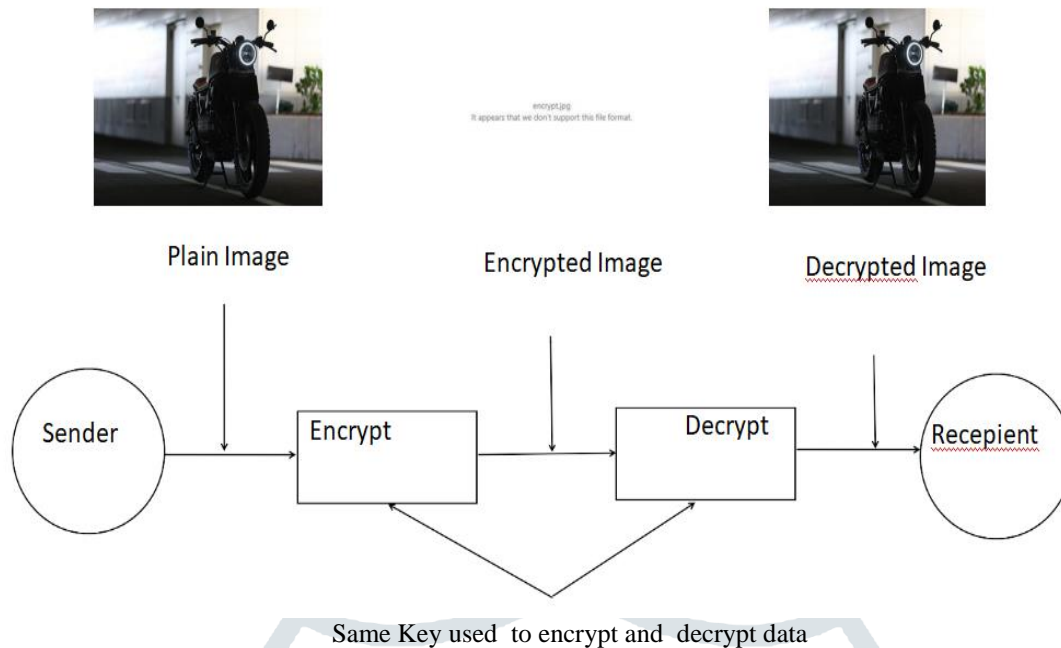 encrypt.jpg
It appears that we don't support this file format.
Plain Image
Encrypted Image
Decrypted Image
Sender
Encrypt
Decrypt
Recepient
Same Key used to encrypt and decrypt data